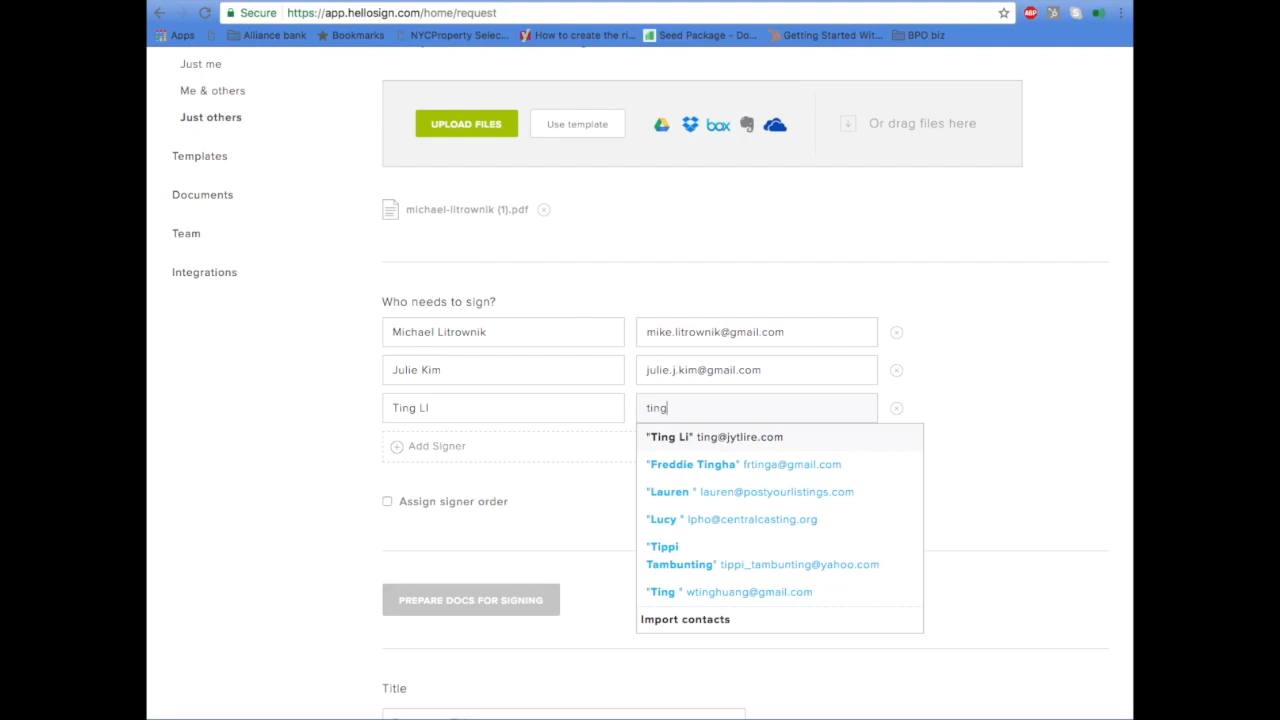 Secure https://app.hellosign.com/home/request
ABP
Apps Alliance bank Bookmarks NYCProperty Selec... How to create the ri... Seed Package - Do... Getting Started Wit... BPO biz
Just me
Me & others
Just others
Templates
Documents
Team
Integrations
UPLOAD FILES Use template box Or drag files here
michael-litrownik (1).pdf
Who needs to sign?
Michael Litrownik mike.litrownik@gmail.com
Julie Kim julie.j.kim@gmail.com
Ting LI ting
Add Signer
"Ting Li" ting@jytlire.com
"Freddie Tingha" frtinga@gmail.com
"Lauren " lauren@postyourlistings.com
"Lucy " lpho@centralcasting.org
"Tippi
Tambunting" tippi_tambunting@yahoo.com
"Ting " wtinghuang@gmail.com
Import contacts
Assign signer order
PREPARE DOCS FOR SIGNING
Title